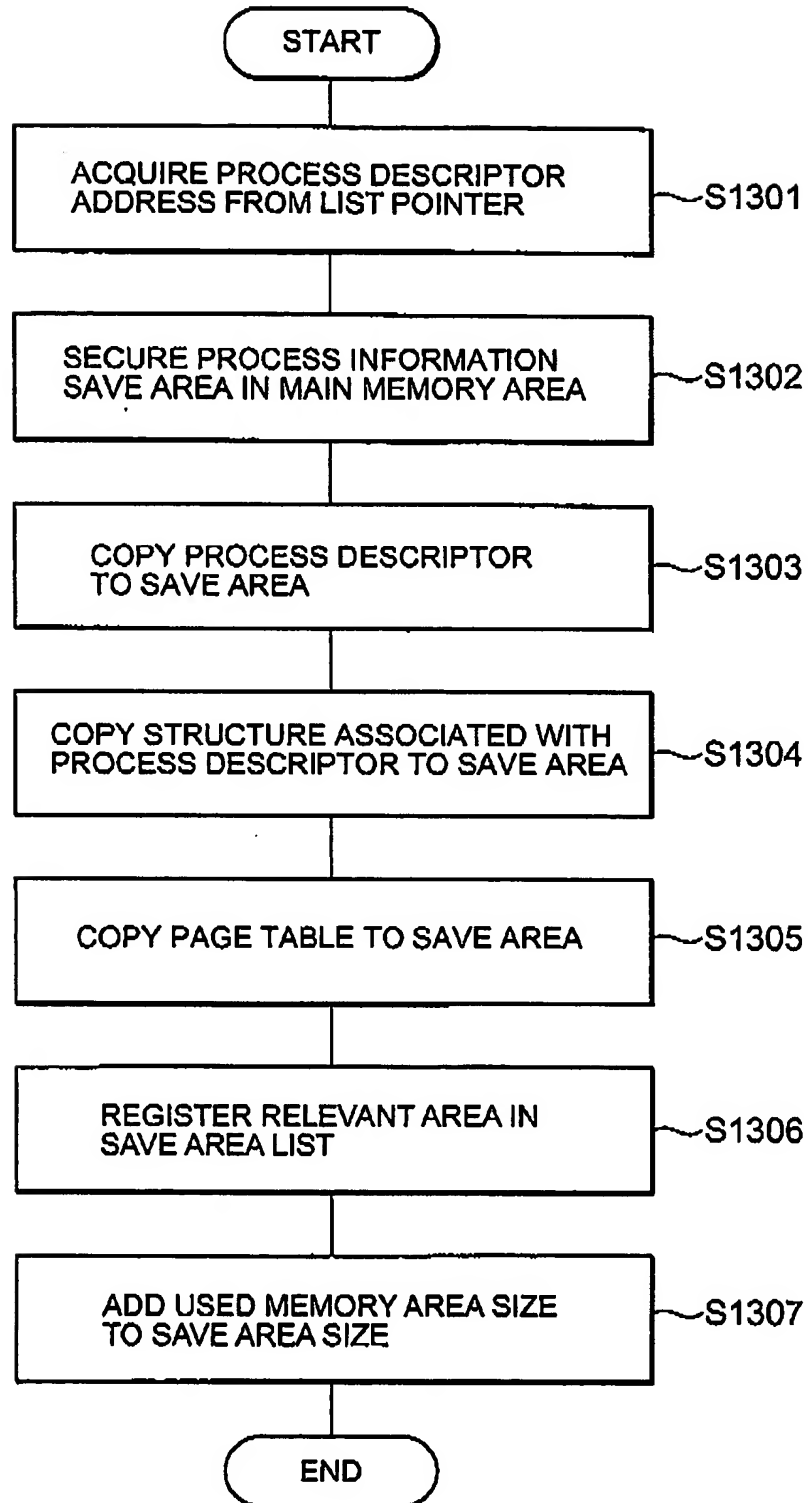 START
ACQUIRE PROCESS DESCRIPTOR
ADDRESS FROM LIST POINTER
S1301
SECURE PROCESS INFORMATION
SAVE AREA IN MAIN MEMORY AREA
S1302
COPY PROCESS DESCRIPTOR
TO SAVE AREA
S1303
COPY STRUCTURE ASSOCIATED WITH
PROCESS DESCRIPTOR TO SAVE AREA
S1304
COPY PAGE TABLE TO SAVE AREA
S1305
REGISTER RELEVANT AREA IN
SAVE AREA LIST
S1306
ADD USED MEMORY AREA SIZE
TO SAVE AREA SIZE
S1307
END